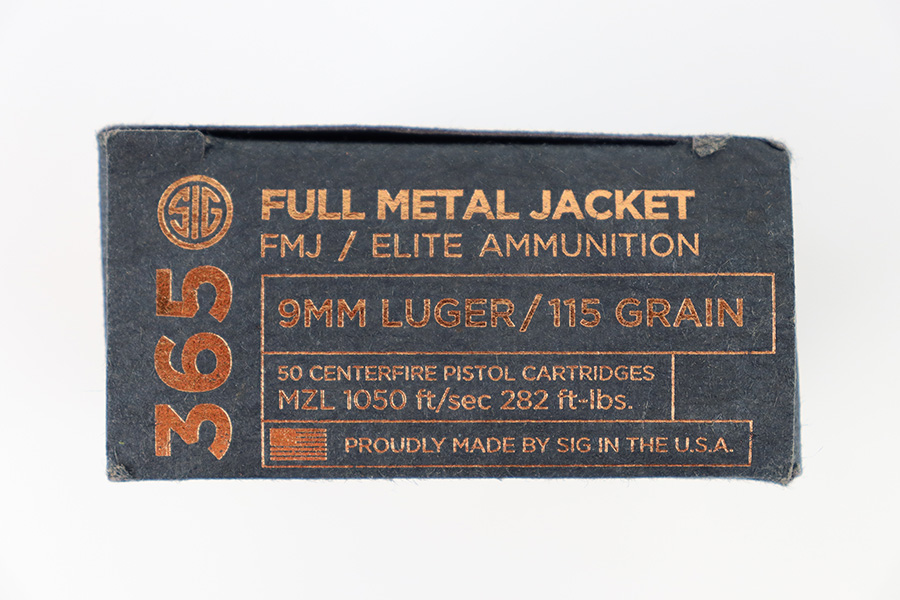 SIG
365
FULL METAL JACKET
FMJ / ELITE AMMUNITION
9MM LUGER/115 GRAIN
50 CENTERFIRE PISTOL CARTRIDGES
MZL 1050 ft/sec 282 ft-lbs.
PROUDLY MADE BY SIG IN THE U.S.A.